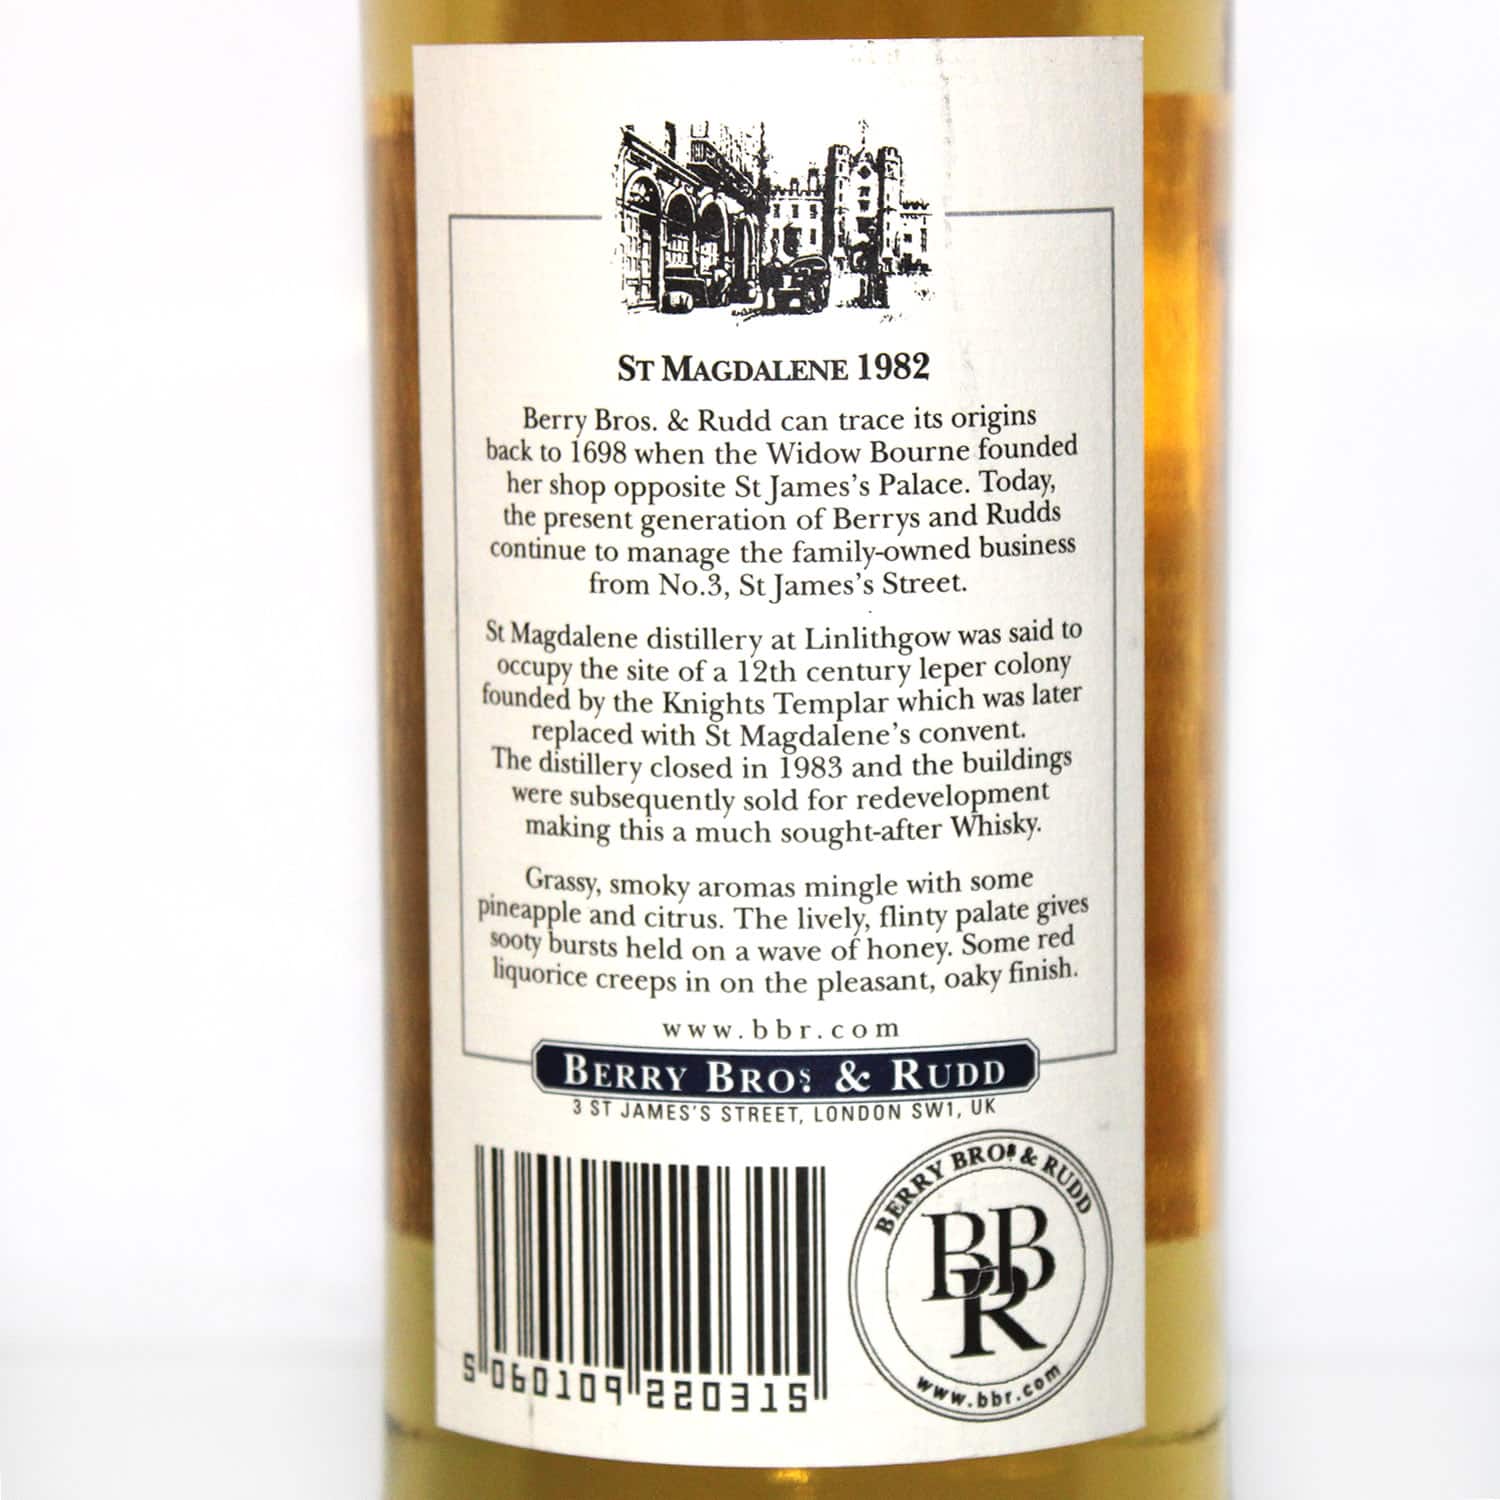 ST MAGDALENE 1982
Berry Bros. & Rudd can trace its origins
back to 1698 when the Widow Bourne founded
her shop opposite St James's Palace. Today,
the present generation of Berrys and Rudds
continue to manage the family-owned business
from No.3, St James's Street.
St Magdalene distillery at Linlithgow was said to
occupy the site of a 12th century leper colony
founded by the Knights Templar which was later
replaced with St Magdalene's convent.
The distillery closed in 1983 and the buildings
were subsequently sold for redevelopment
making this a much sought-after Whisky.
Grassy, smoky aromas mingle with some
pineapple and citrus. The lively, flinty palate gives
sooty bursts held on a wave of honey. Some red
liquorice creeps in on the pleasant, oaky finish.
www.bbr.com
BERRY BROS. & RUDD
3 ST JAMES'S STREET, LONDON SW1, UK
BERRY BROS. & RUDD
BBR
www.bbr.com
5 060109 220315